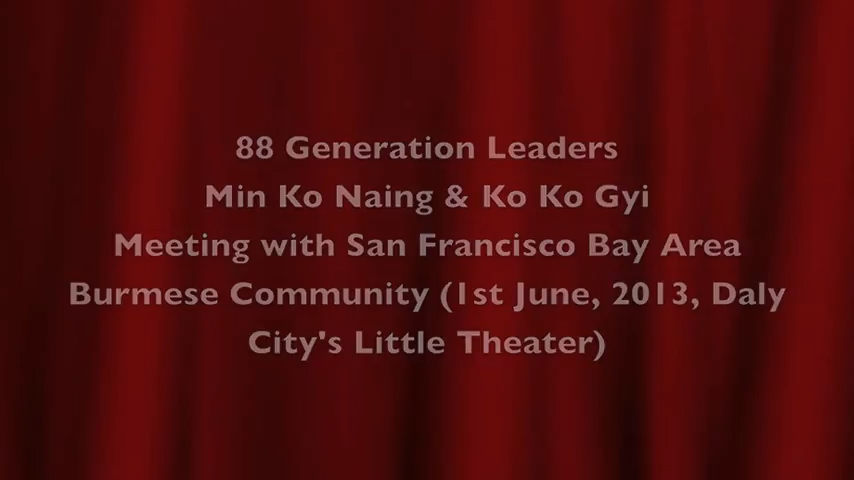 88 Generation Leaders
Min Ko Naing & Ko Ko Gyi
Meeting with San Francisco Bay Area
Burmese Community (1st June, 2013, Daly
City's Little Theater)